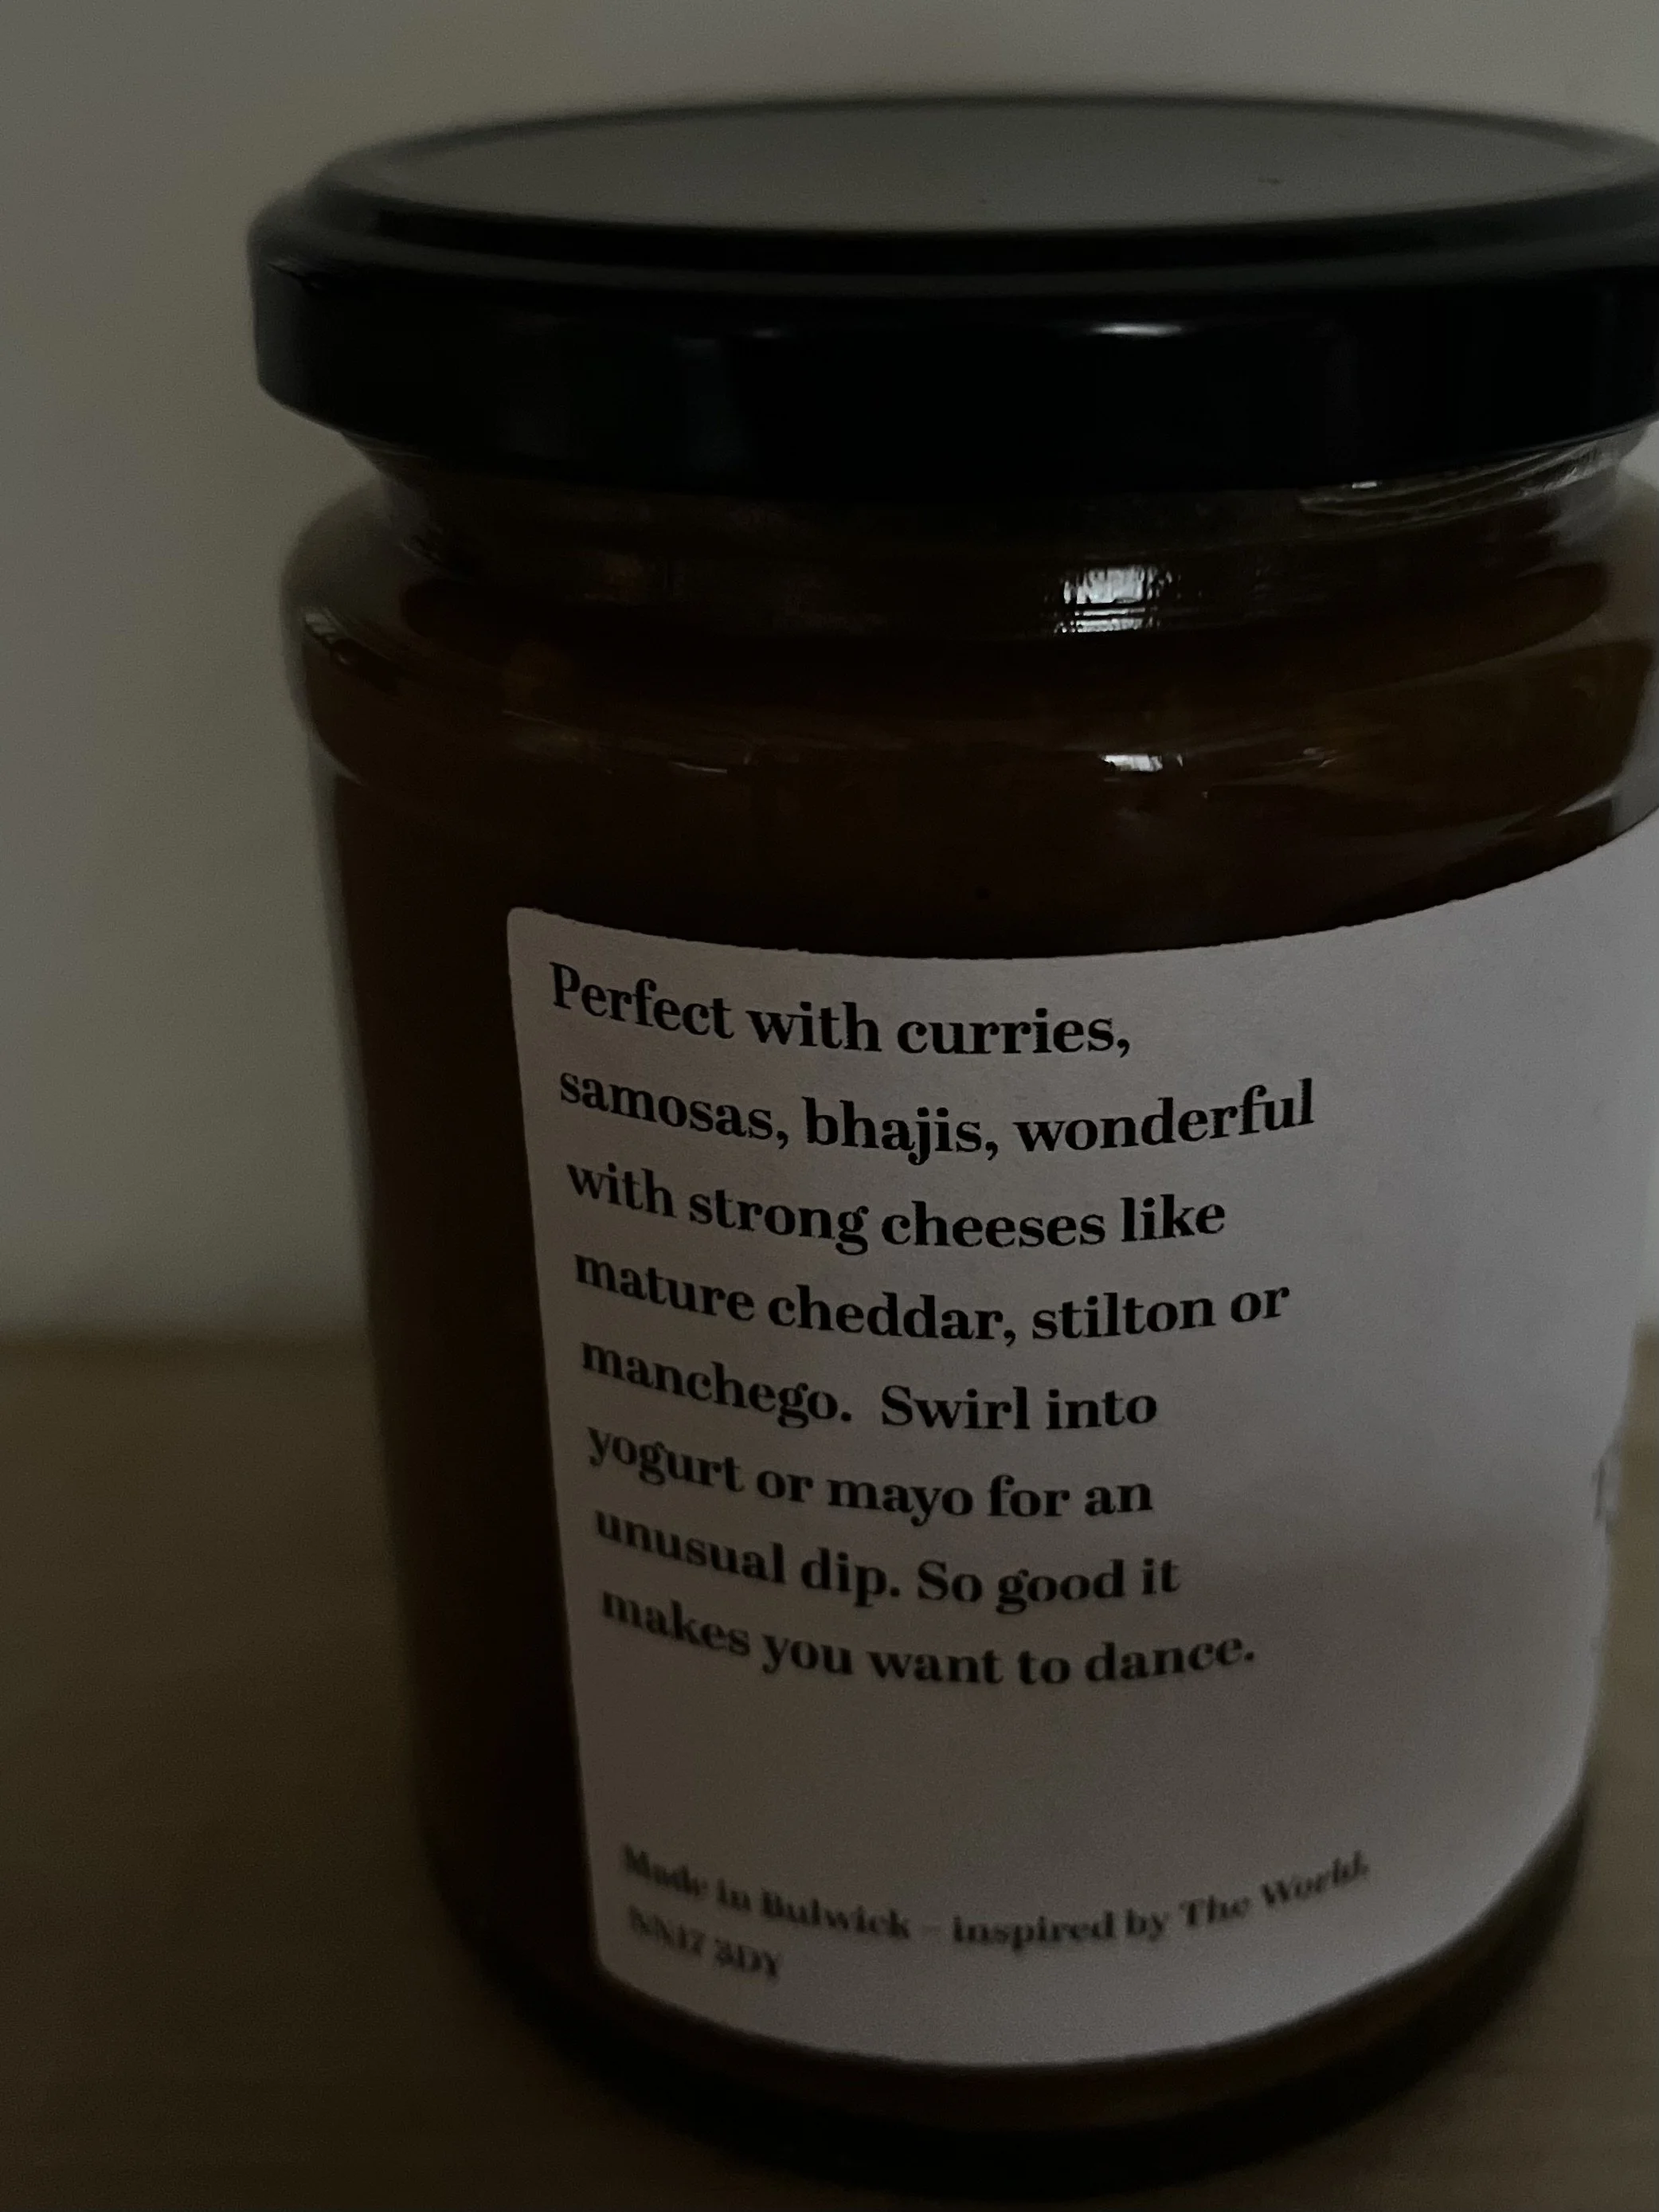 Perfect with curries,
samosas, bhajis, wonderful
with strong cheeses like
mature cheddar, stilton or
manchego.  Swirl into
yogurt or mayo for an
unusual dip. So good it
makes you want to dance.
Made in Bulwick – inspired by The World.
NN17 3DY